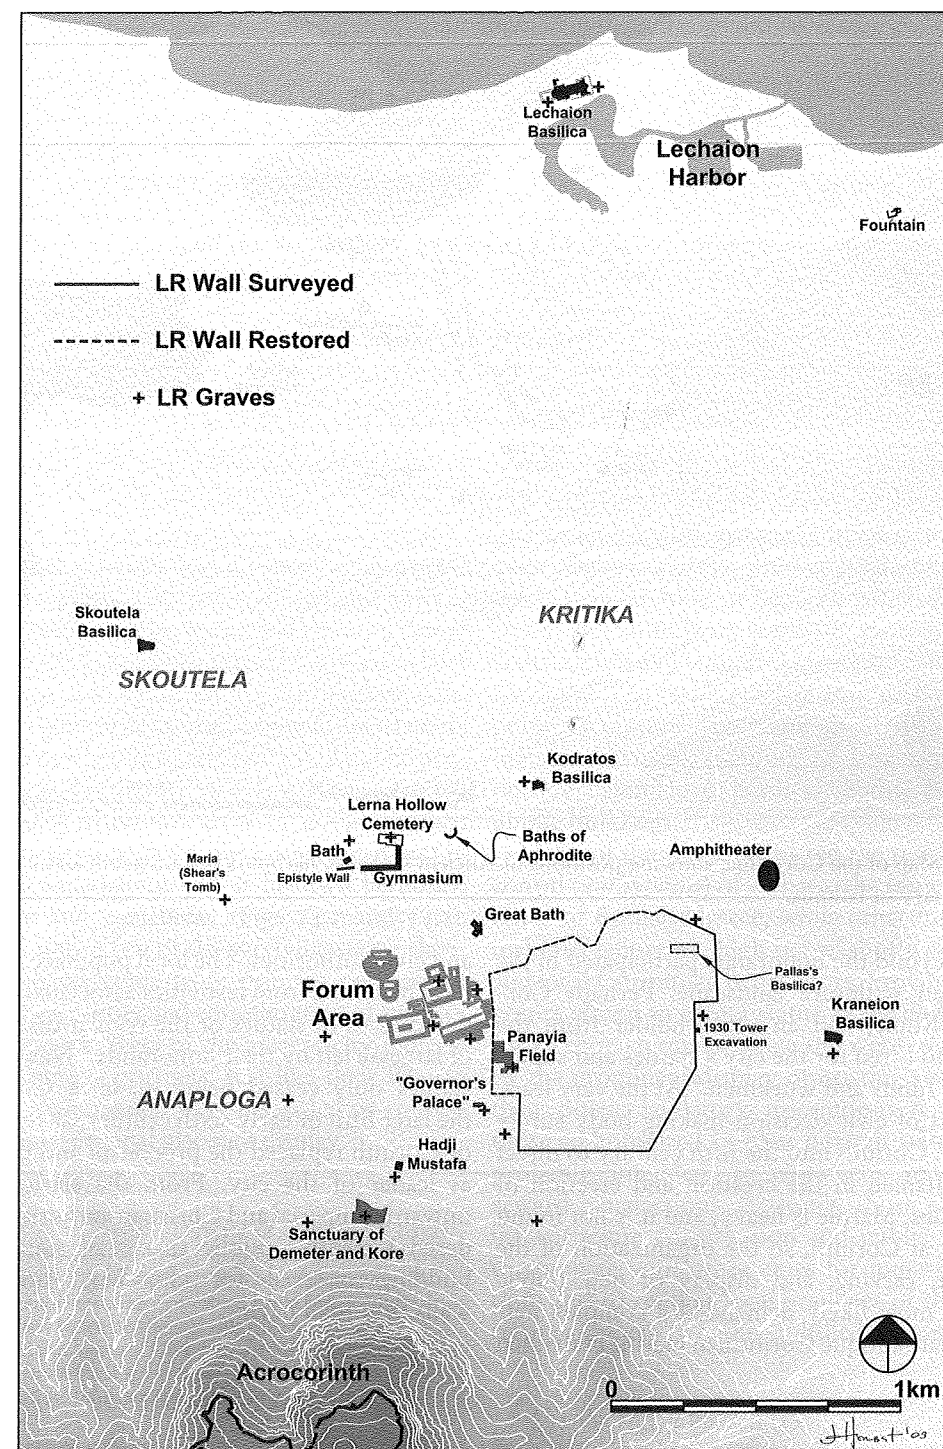 Lechaion
Basilica
Lechaion
Harbor
Fountain
LR Wall Surveyed
LR Wall Restored
+ LR Graves
Skoutela
Basilica
KRITIKA
SKOUTELA
Kodratos
Basilica
Lerna Hollow
Cemetery
Baths of
Aphrodite
Bath
Amphitheater
Maria
(Shear's
Tomb)
Epistyle Wall
Gymnasium
Great Bath
Pallas's
Basilica?
Forum
Area
Kraneion
Basilica
1930 Tower
Excavation
Panayia
Field
"Governor's
Palace"
ANAPLOGA
Hadji
Mustafa
Sanctuary of
Demeter and Kore
Acrocorinth
0 1km